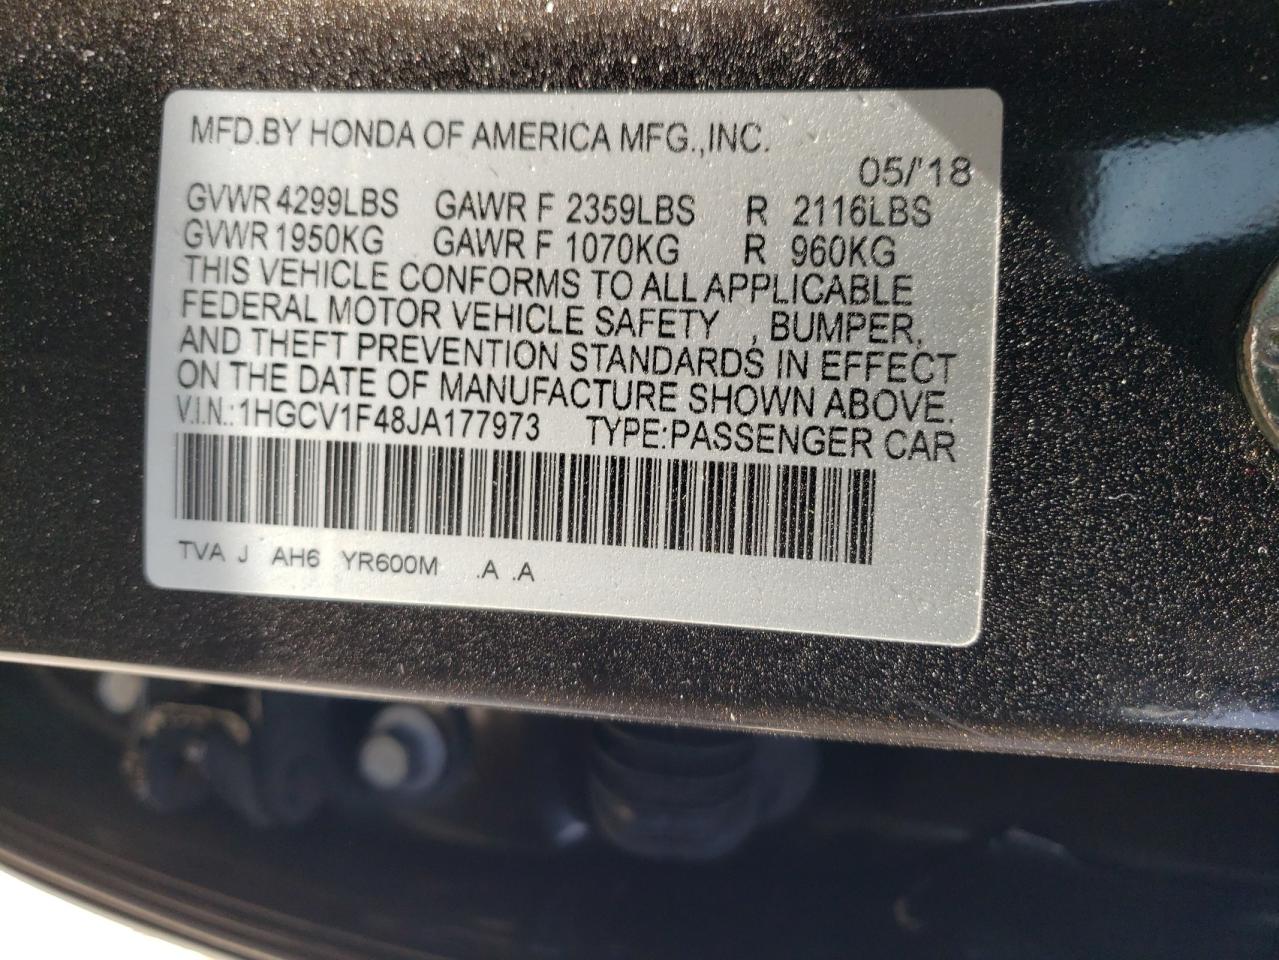 MFD.BY HONDA OF AMERICA MFG.,INC.
05/'18
GVWR 4299LBS GAWR F 2359LBS R 2116LBS
GVWR 1950KG GAWR F 1070KG R 960KG
THIS VEHICLE CONFORMS TO ALL APPLICABLE
FEDERAL MOTOR VEHICLE SAFETY , BUMPER,
AND THEFT PREVENTION STANDARDS IN EFFECT
ON THE DATE OF MANUFACTURE SHOWN ABOVE.
V.I.N.:1HGCV1F48JA177973 TYPE:PASSENGER CAR
TVA J AH6 YR600M .A .A